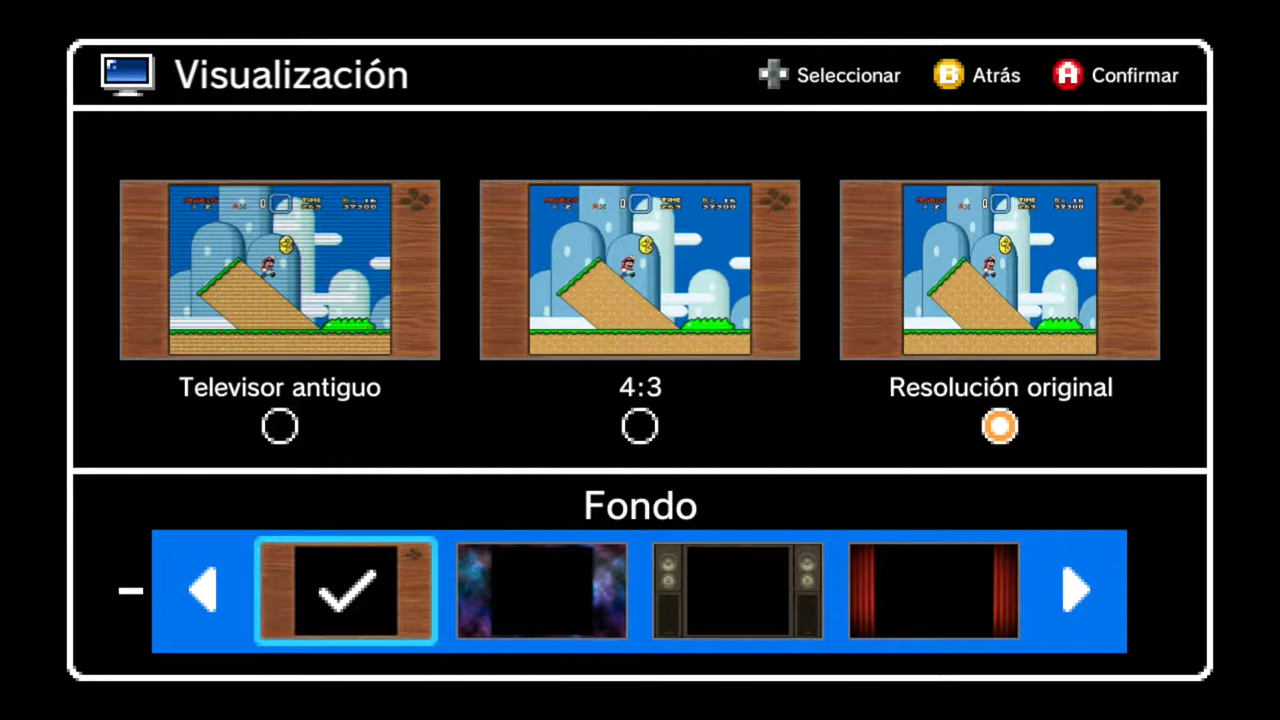 Visualización
Seleccionar
B Atrás
A Confirmar
Televisor antiguo
4:3
Resolución original
Fondo